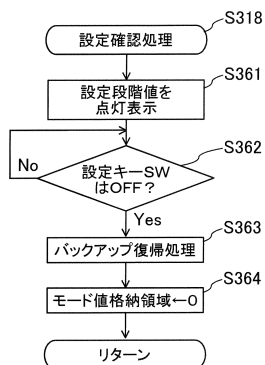 S318
設定確認処理
S361
設定段階値を
点灯表示
S362
No
設定キーSW
はOFF？
Yes
S363
バックアップ復帰処理
S364
モード値格納領域←0
リターン